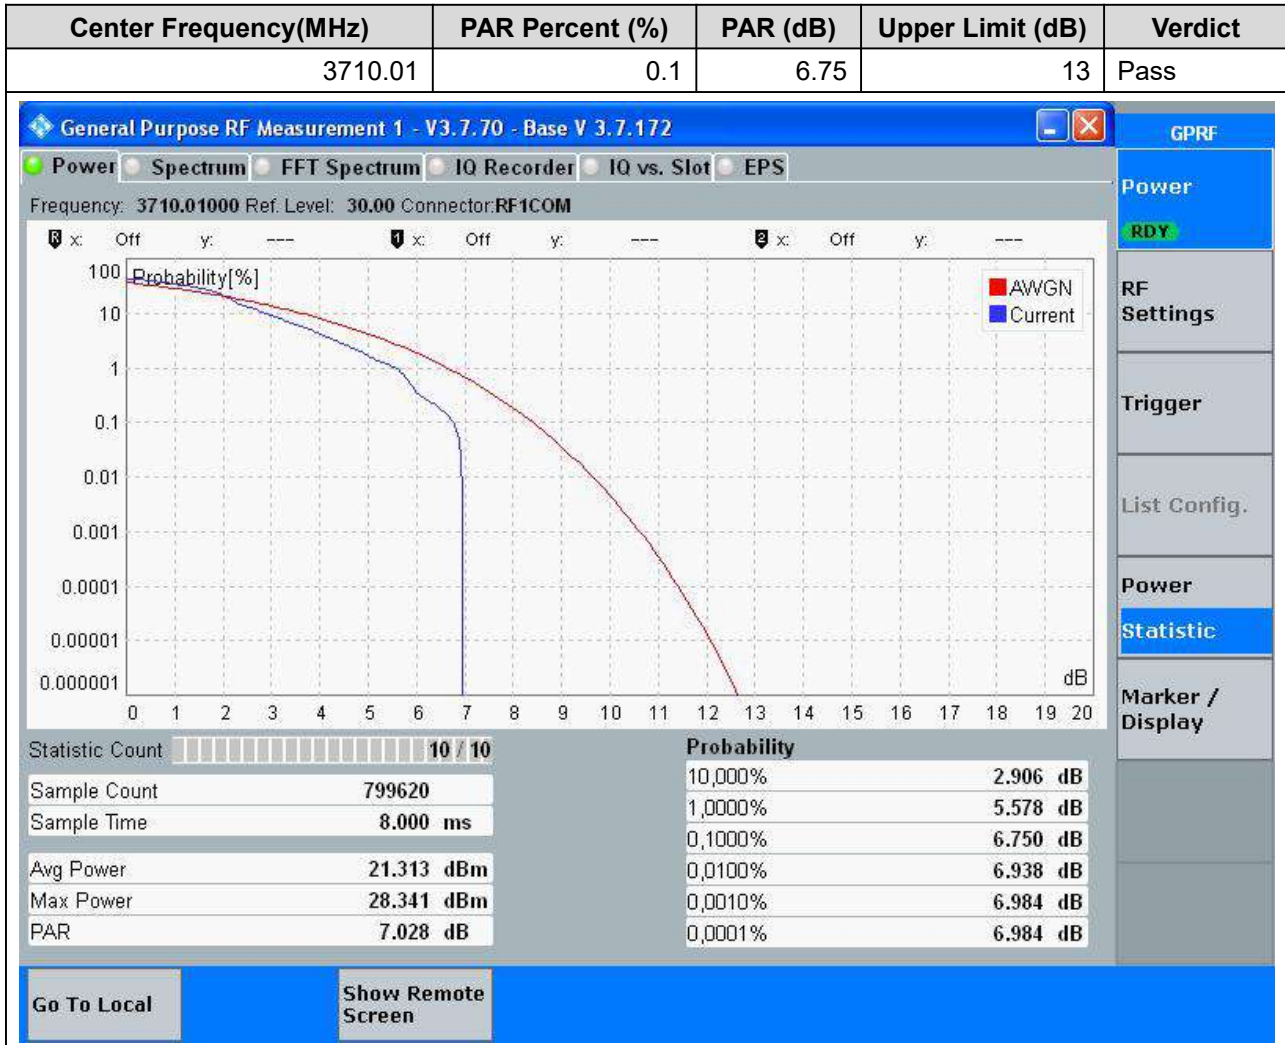 Center Frequency(MHz) PAR Percent (%) PAR (dB) Upper Limit (dB) Verdict
3710.01 0.1 6.75 13 Pass
General Purpose RF Measurement 1 - V3.7.70 - Base V 3.7.172
GPRF
Power Spectrum FFT Spectrum IQ Recorder IQ vs. Slot EPS
Power
RDY
Frequency: 3710.01000 Ref. Level: 30.00 Connector:RF1COM
R x: Off y: --- 1 x: Off y: --- 2 x: Off y: ---
Probability[%]
AWGN
Current
100
10
1
0.1
0.01
0.001
0.0001
0.00001
0.000001
dB
0 1 2 3 4 5 6 7 8 9 10 11 12 13 14 15 16 17 18 19 20
RF
Settings
Trigger
List Config.
Power
Statistic
Marker /
Display
Statistic Count 10 / 10
Sample Count 799620
Sample Time 8.000 ms
Avg Power 21.313 dBm
Max Power 28.341 dBm
PAR 7.028 dB
Probability
10,000% 2.906 dB
1,0000% 5.578 dB
0,1000% 6.750 dB
0,0100% 6.938 dB
0,0010% 6.984 dB
0,0001% 6.984 dB
Go To Local
Show Remote
Screen